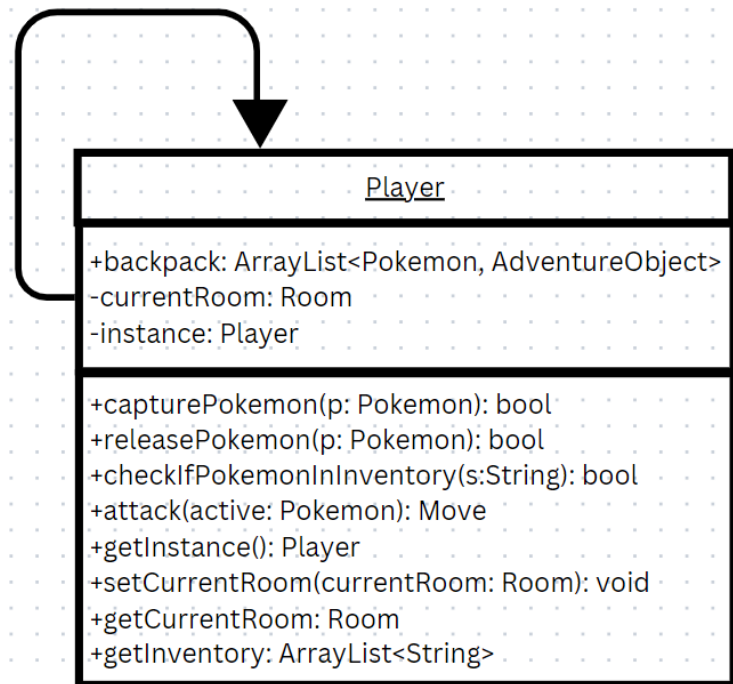 Player
+backpack: ArrayList<Pokemon, AdventureObject>
-currentRoom: Room
-instance: Player
+capturePokemon(p: Pokemon): bool
+releasePokemon(p: Pokemon): bool
+checkIfPokemonInInventory(s:String): bool
+attack(active: Pokemon): Move
+getInstance(): Player
+setCurrentRoom(currentRoom: Room): void
+getCurrentRoom: Room
+getInventory: ArrayList<String>